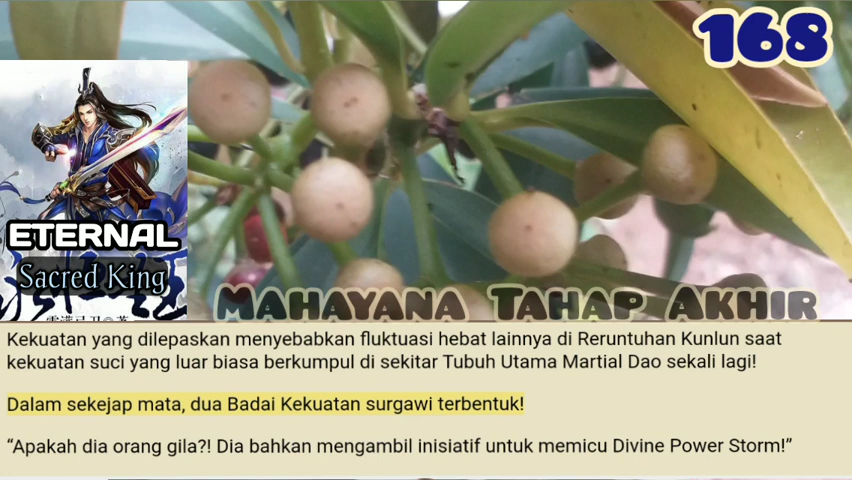 168
ETERNAL
Sacred King
MAHAYANA TAHAP AKHIR
Kekuatan yang dilepaskan menyebabkan fluktuasi hebat lainnya di Reruntuhan Kunlun saat
kekuatan suci yang luar biasa berkumpul di sekitar Tubuh Utama Martial Dao sekali lagi!
Dalam sekejap mata, dua Badai Kekuatan surgawi terbentuk!
“Apakah dia orang gila?! Dia bahkan mengambil inisiatif untuk memicu Divine Power Storm!”